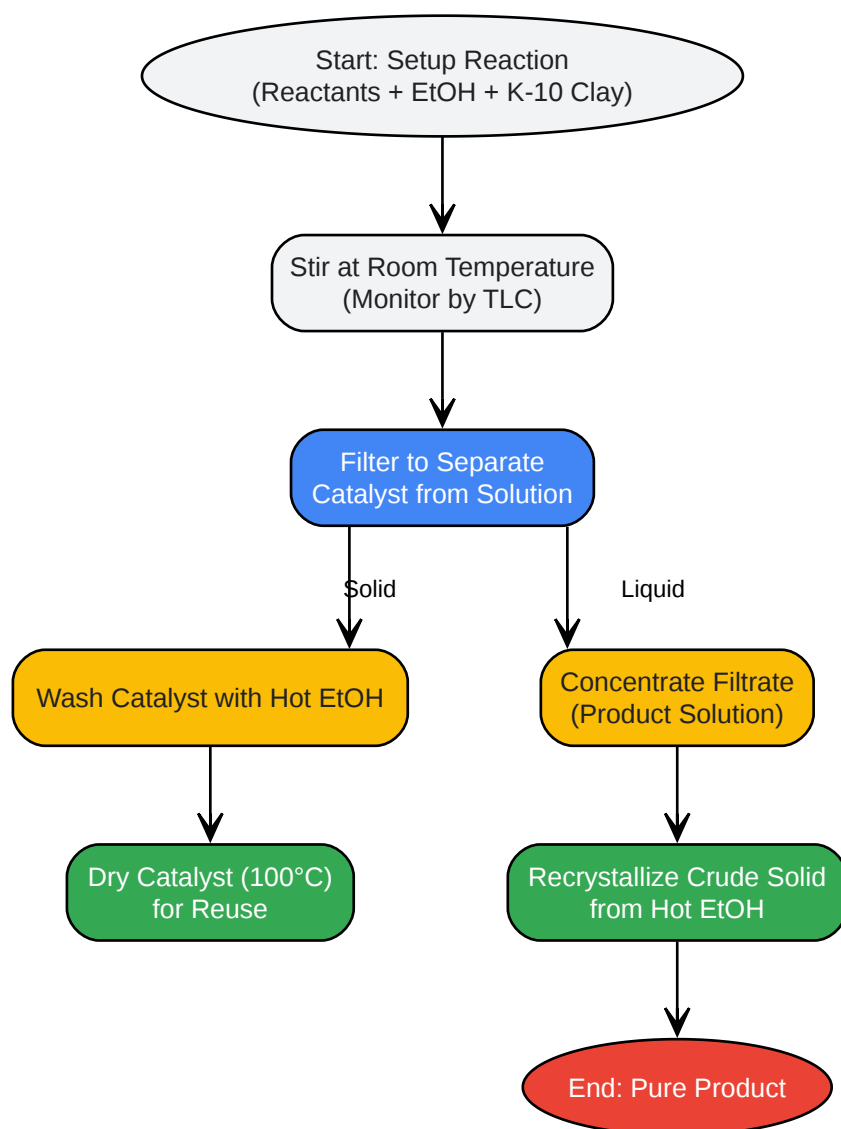 Start: Setup Reaction
(Reactants + EtOH + K-10 Clay)
Stir at Room Temperature
(Monitor by TLC)
Filter to Separate
Catalyst from Solution
Solid
Liquid
Wash Catalyst with Hot EtOH
Concentrate Filtrate
(Product Solution)
Dry Catalyst (100°C)
for Reuse
Recrystallize Crude Solid
from Hot EtOH
End: Pure Product